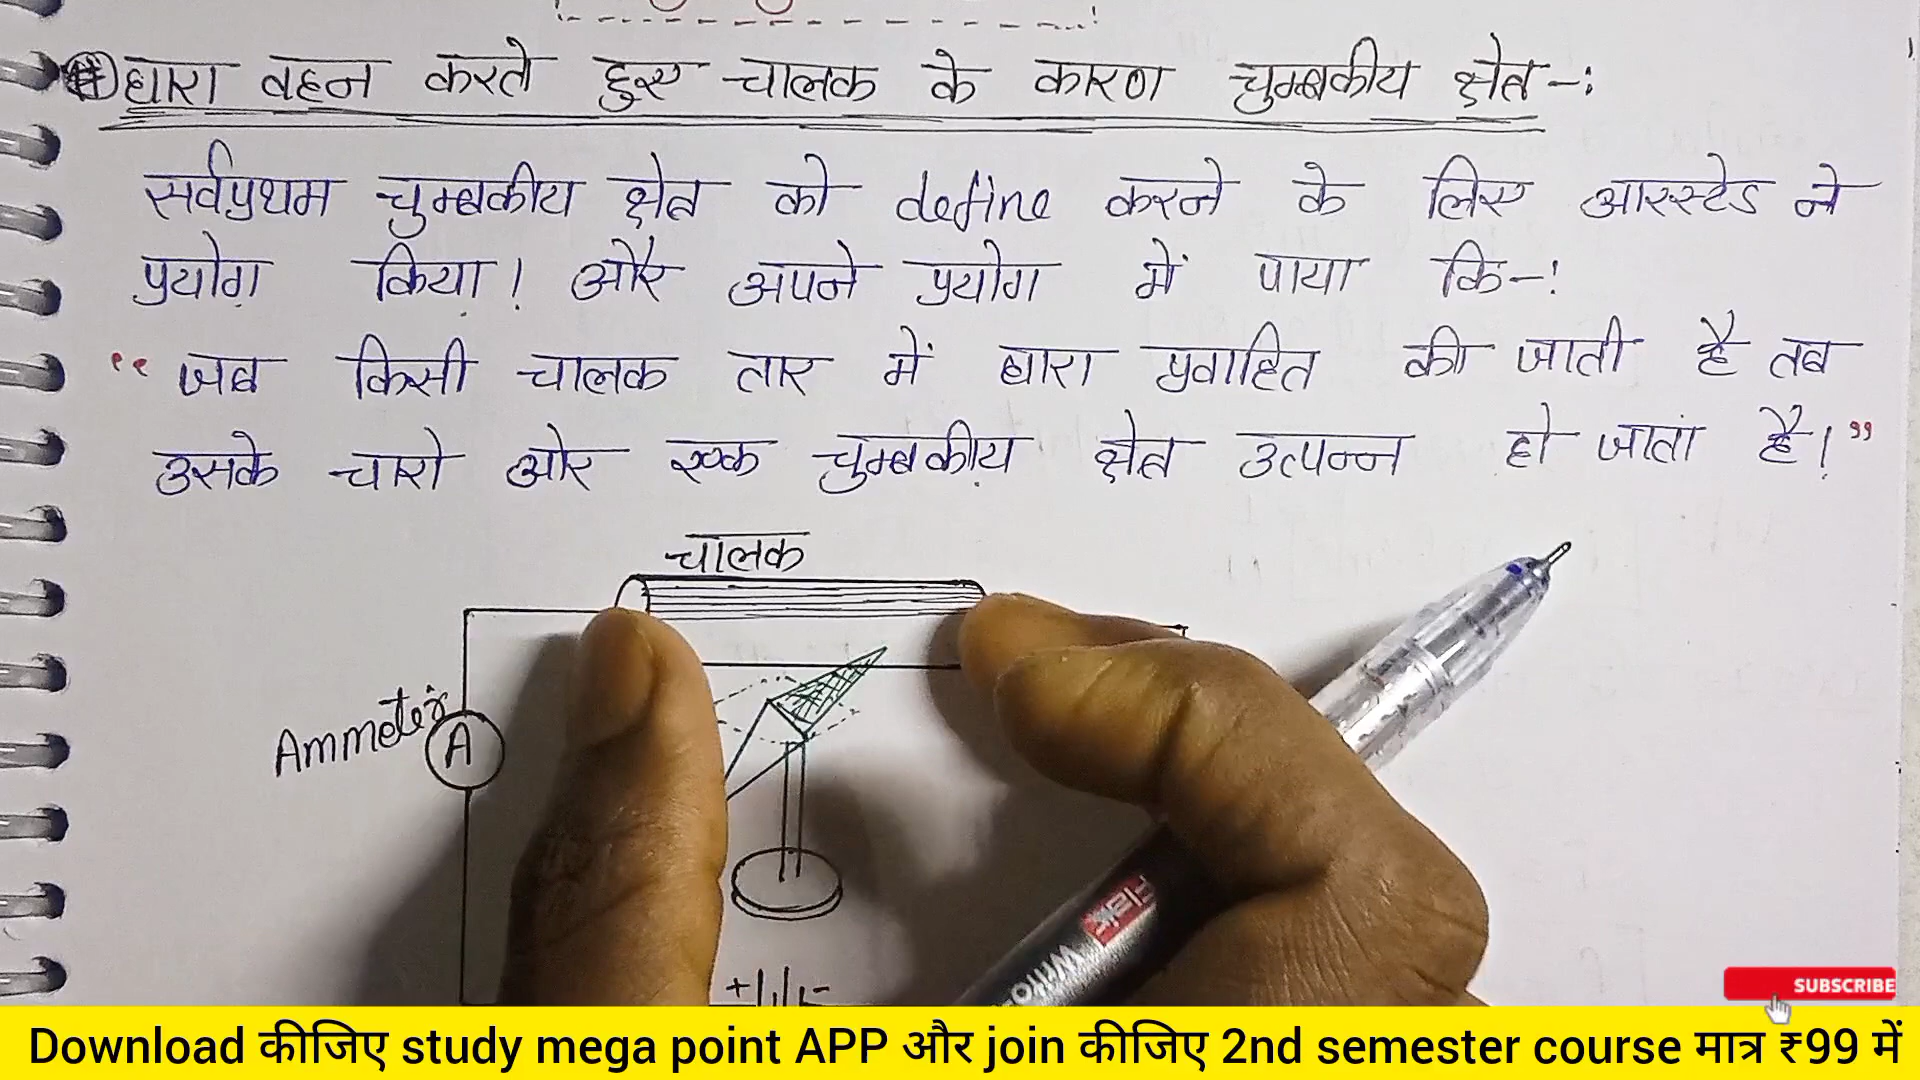 धारा वहन करते हुए चालक के कारण चुम्बकीय क्षेत्र-:
सर्वप्रथम चुम्बकीय क्षेत्र को define करने के लिए आरस्टेड ने
प्रयोग किया! और अपने प्रयोग में पाया कि-:
“जब किसी चालक तार में धारा प्रवाहित की जाती है तब
उसके चारो ओर एक चुम्बकीय क्षेत्र उत्पन्न हो जाता है!”
चालक
Ammeter
A
+ -
Flair
SUBSCRIBE
Download कीजिए study mega point APP और join कीजिए 2nd semester course मात्र ₹99 में